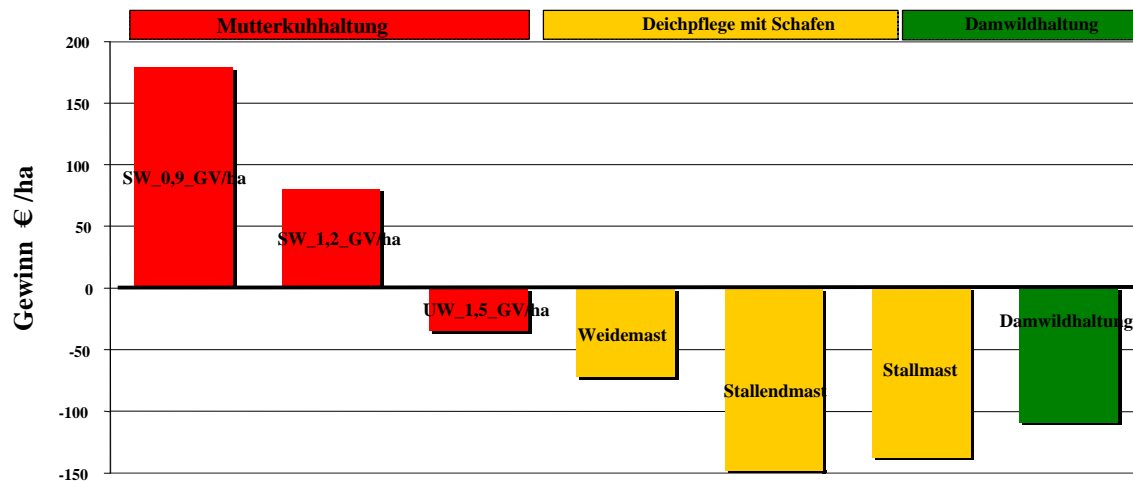 Mutterkuhhaltung
Deichpflege mit Schafen
Damwildhaltung
Gewinn €/ha
200
150
100
50
0
-50
-100
-150
SW_0,9_GV/ha
SW_1,2_GV/ha
UW_1,5_GV/ha
Weidemast
Stallendmast
Stallmast
Damwildhaltung